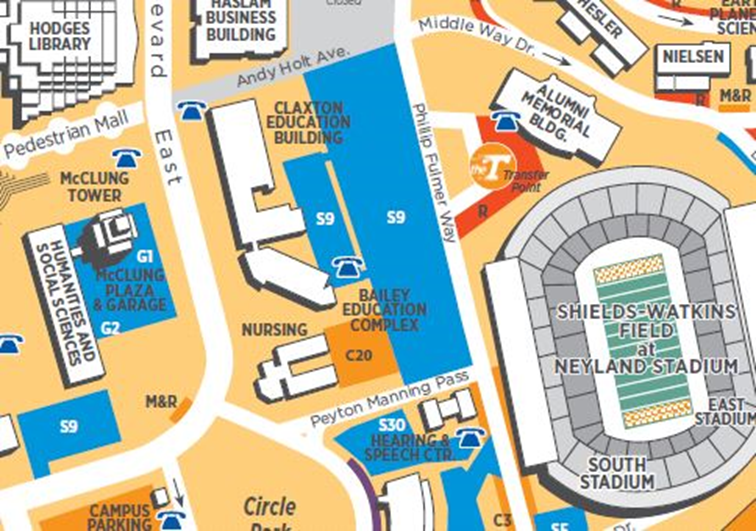 HASLAM
BUSINESS
BUILDING
Closed
HESLER
SCIEN
HODGES
LIBRARY
evard
East
Andy Holt Ave.
Middle Way Dr.
NIELSEN
R
R
M&R
ALUMNI
MEMORIAL
BLDG.
CLAXTON
EDUCATION
BUILDING
Pedestrian Mall
Phillip Fulmer Way
the T
Transfer
Point
R
McCLUNG
TOWER
S9
S9
G1
McCLUNG
PLAZA
& GARAGE
G2
HUMANITIES AND
SOCIAL SCIENCES
BAILEY
EDUCATION
COMPLEX
NURSING
C20
SHIELDS-WATKINS
FIELD
at
NEYLAND STADIUM
Peyton Manning Pass
M&R
S9
S30
HEARING &
SPEECH CTR.
EAST
STADIUM
SOUTH
STADIUM
CAMPUS
PARKING
Circle
Park
C3
Dr.